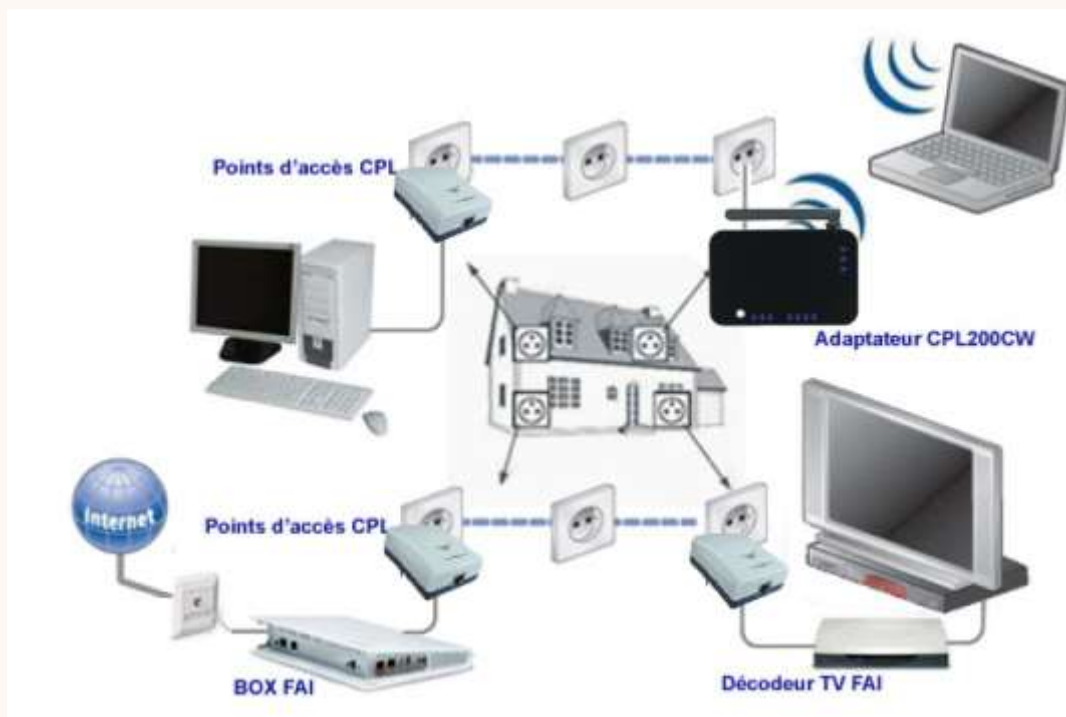 Points d'accès CPL
Adaptateur CPL200CW
Internet
Points d'accès CPL
BOX FAI
Décodeur TV FAI